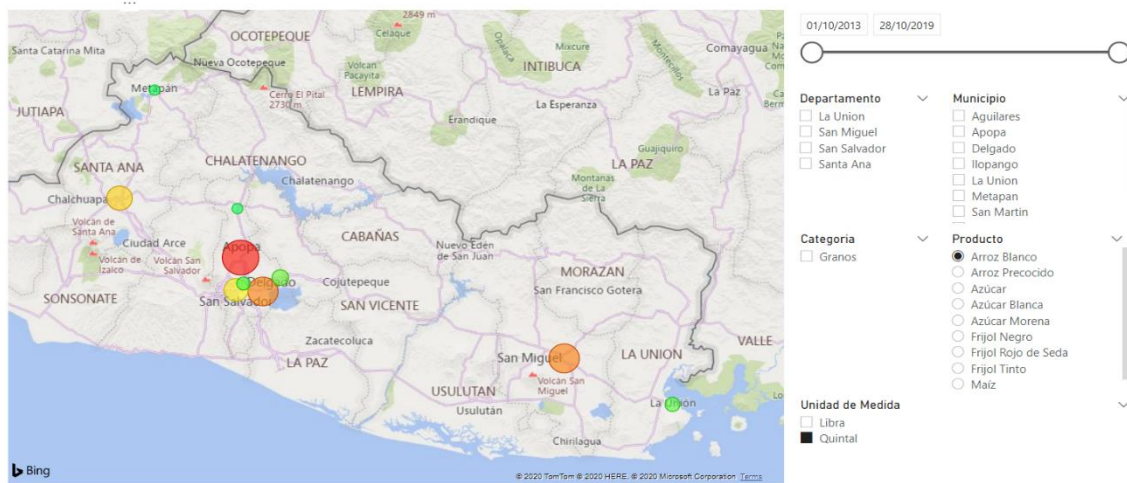 ...
2849 m
Celaque
OCOTEPEQUE
Santa Catarina Mita
Opalaca
Mixcure
Comayagua
Nueva Ocotepeque
Volcan
Pacayita
INTIBUCA
Montecillos
Metapán
Cerro El Pital
2730 m
LEMPIRA
JUTIAPA
La Esperanza
La Paz
Erandique
Guajiquiro
SANTA ANA
CHALATENANGO
LA PAZ
Chalatenango
Montanas
de La
Sierra
Chalchuapa
Volcán de
Santa Ana
Ciudad Arce
Apopa
CABAÑAS
Nuevo Edén
de San Juan
Volcán de
Izalco
Volcán San
Salvador
MORAZAN
Delgado
Cojutepeque
San Francisco Gotera
SONSONATE
San Salvador
SAN VICENTE
Zacatecoluca
LA PAZ
San Miguel
LA UNION
VALLE
Volcán San
Miguel
USULUTAN
Usulután
La Unión
Chirilagua
Bing
© 2020 TomTom © 2020 HERE, © 2020 Microsoft Corporation Terms
01/10/2013 28/10/2019
Departamento
La Union
San Miguel
San Salvador
Santa Ana
Municipio
Aguilares
Apopa
Delgado
Ilopango
La Union
Metapan
San Martin
Categoría
Granos
Producto
Arroz Blanco
Arroz Precocido
Azúcar
Azúcar Blanca
Azúcar Morena
Frijol Negro
Frijol Rojo de Seda
Frijol Tinto
Maíz
Unidad de Medida
Libra
Quintal